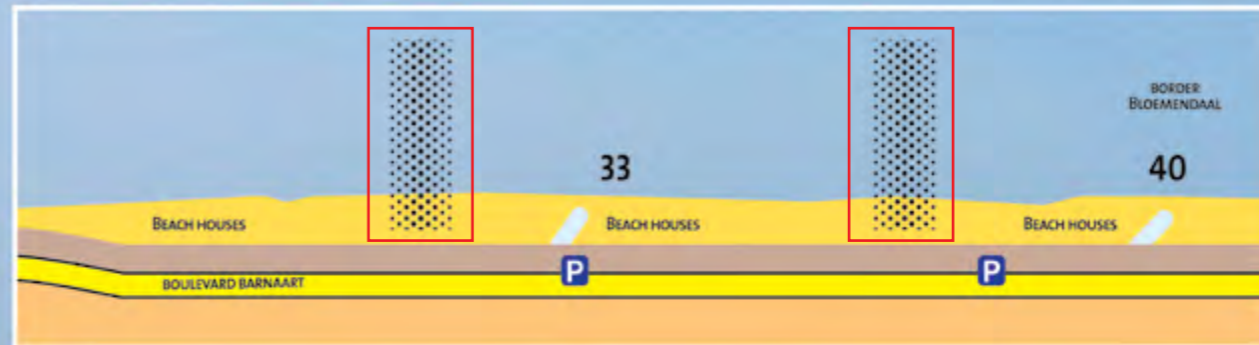 BORDER
BLOEMENDAAL
33
40
BEACH HOUSES
BEACH HOUSES
BEACH HOUSES
P
P
BOULEVARD BARNAART